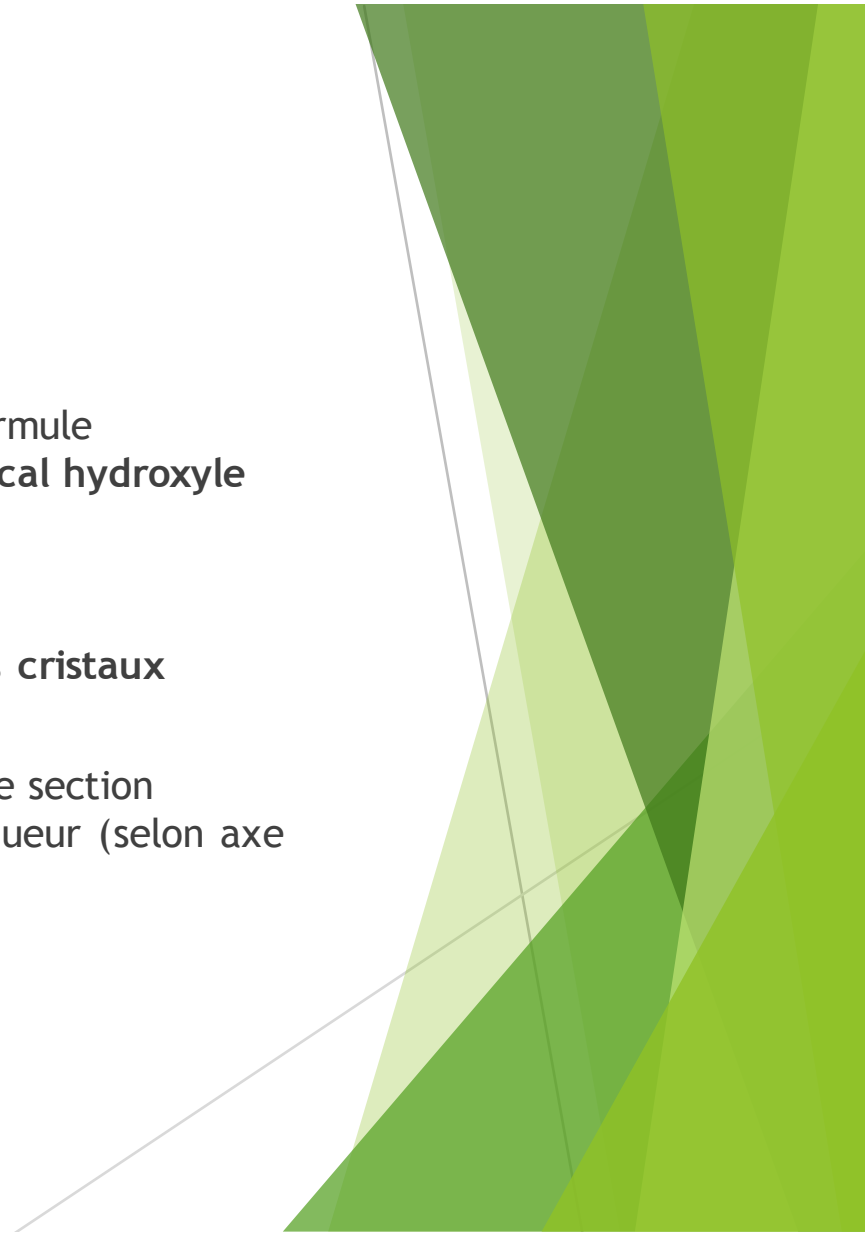 rmule
cal hydroxyle
cristaux
e section
ueur (selon axe